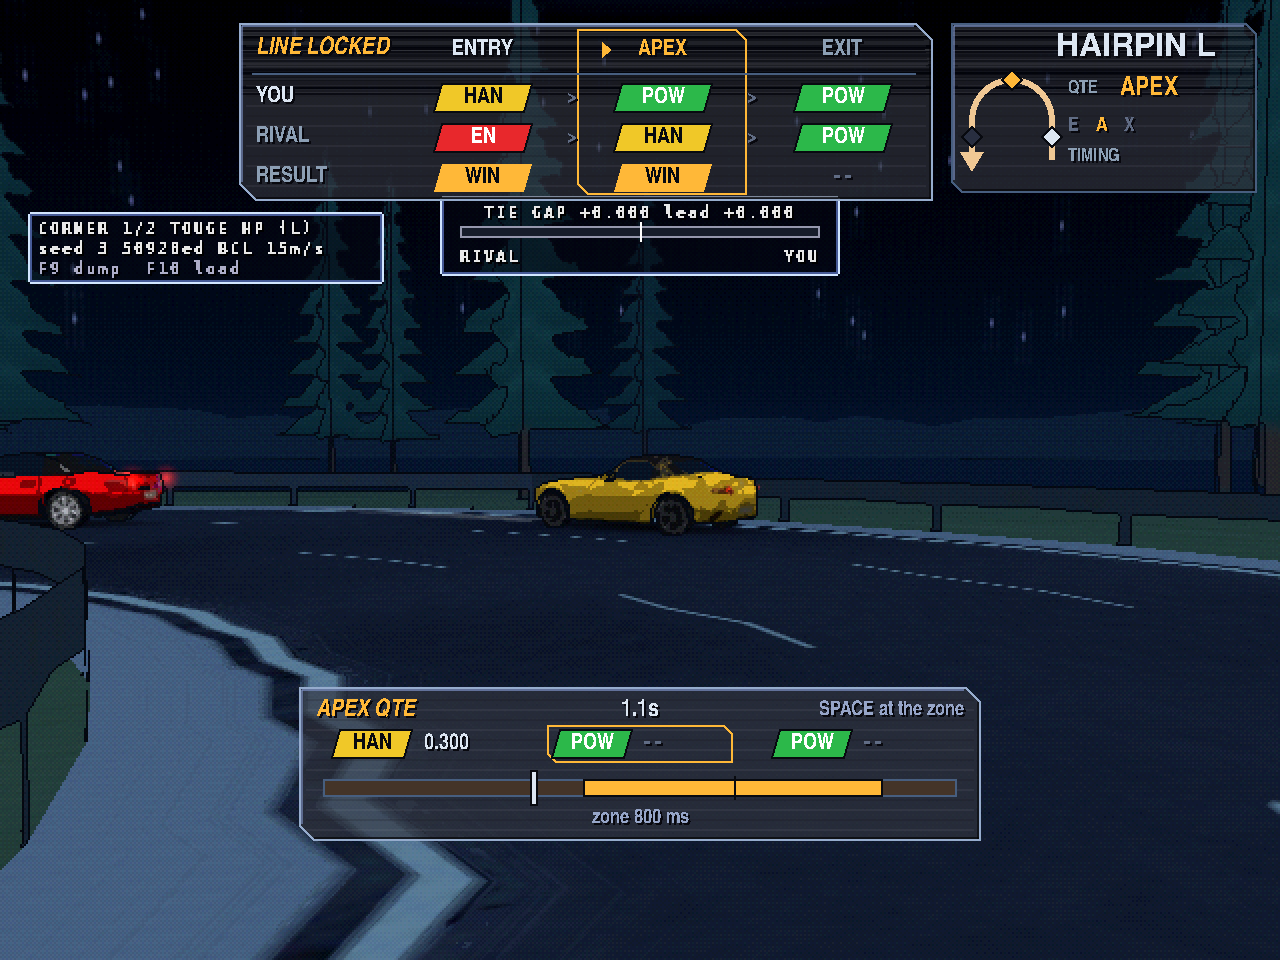 LINE LOCKED ENTRY APEX EXIT
YOU HAN > POW > POW
RIVAL EN > HAN > POW
RESULT WIN WIN --
HAIRPIN L
QTE APEX
E A X
TIMING
TIE GAP +0.000 lead +0.000
RIVAL YOU
CORNER 1/2 TOUGE HP (L)
seed 3 ed BCL 15m/s
F9 dump F10 load
APEX QTE 1.1s SPACE at the zone
HAN 0.300 POW -- POW --
zone 800 ms